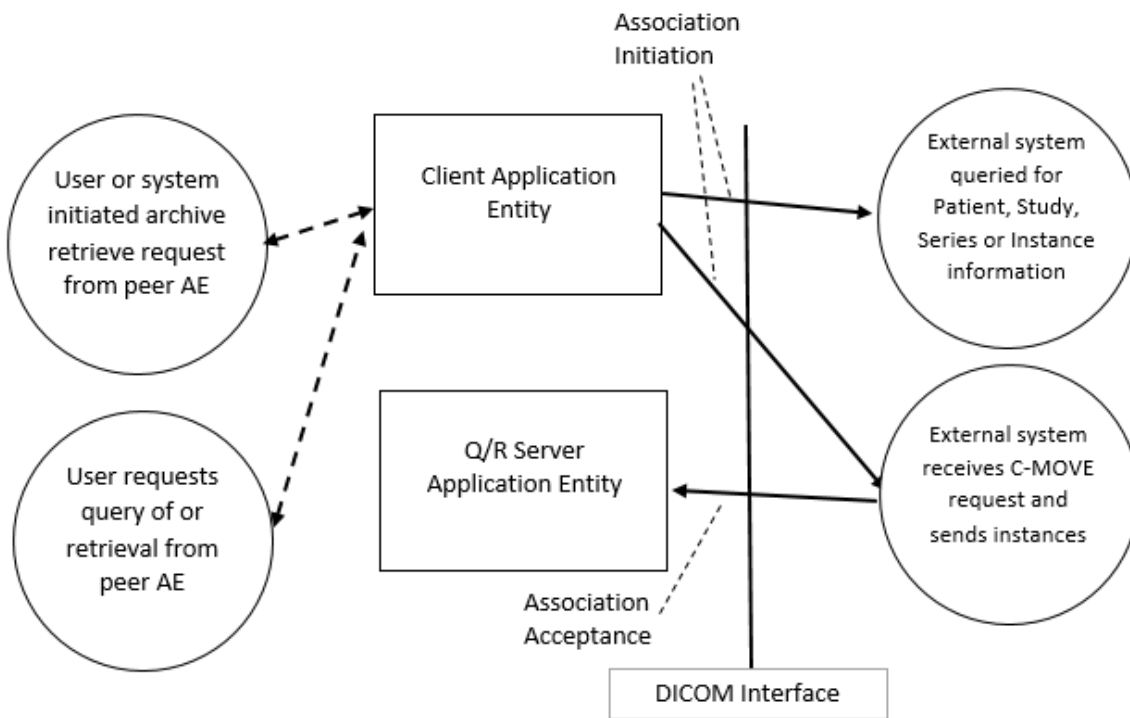 Association
Initiation
User or system
initiated archive
retrieve request
from peer AE
Client Application
Entity
External system
queried for
Patient, Study,
Series or Instance
information
User requests
query of or
retrieval from
peer AE
Q/R Server
Application Entity
External system
receives C-MOVE
request and
sends instances
Association
Acceptance
DICOM Interface